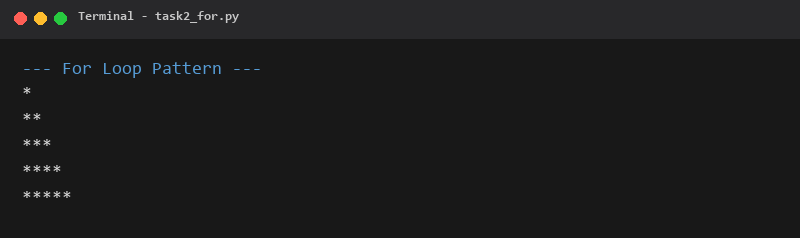 Terminal - task2_for.py
--- For Loop Pattern ---
*
**
***
****
*****